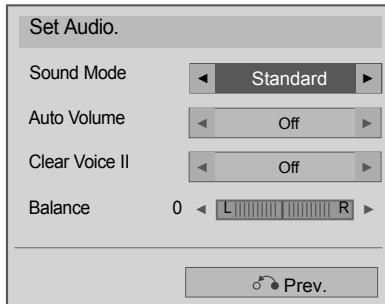 Set Audio.
Sound Mode ◄ Standard ►
Auto Volume ◄ Off ►
Clear Voice II ◄ Off ►
Balance 0 ◄ L R ►
Prev.